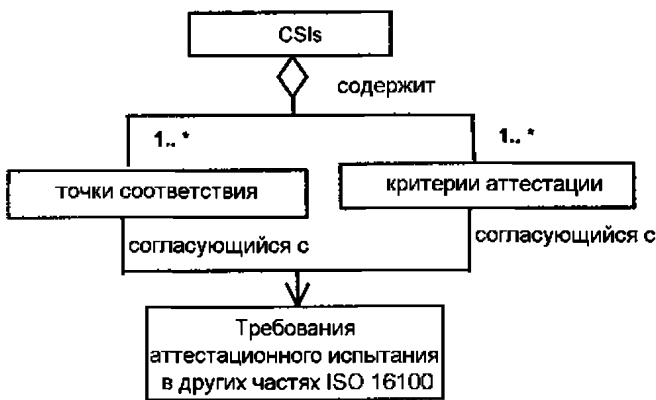 CSIs
содержит
1.. *
1.. *
точки соответствия
критерии аттестации
согласующийся с
согласующийся с
Требования
аттестационного испытания
в других частях ISO 16100